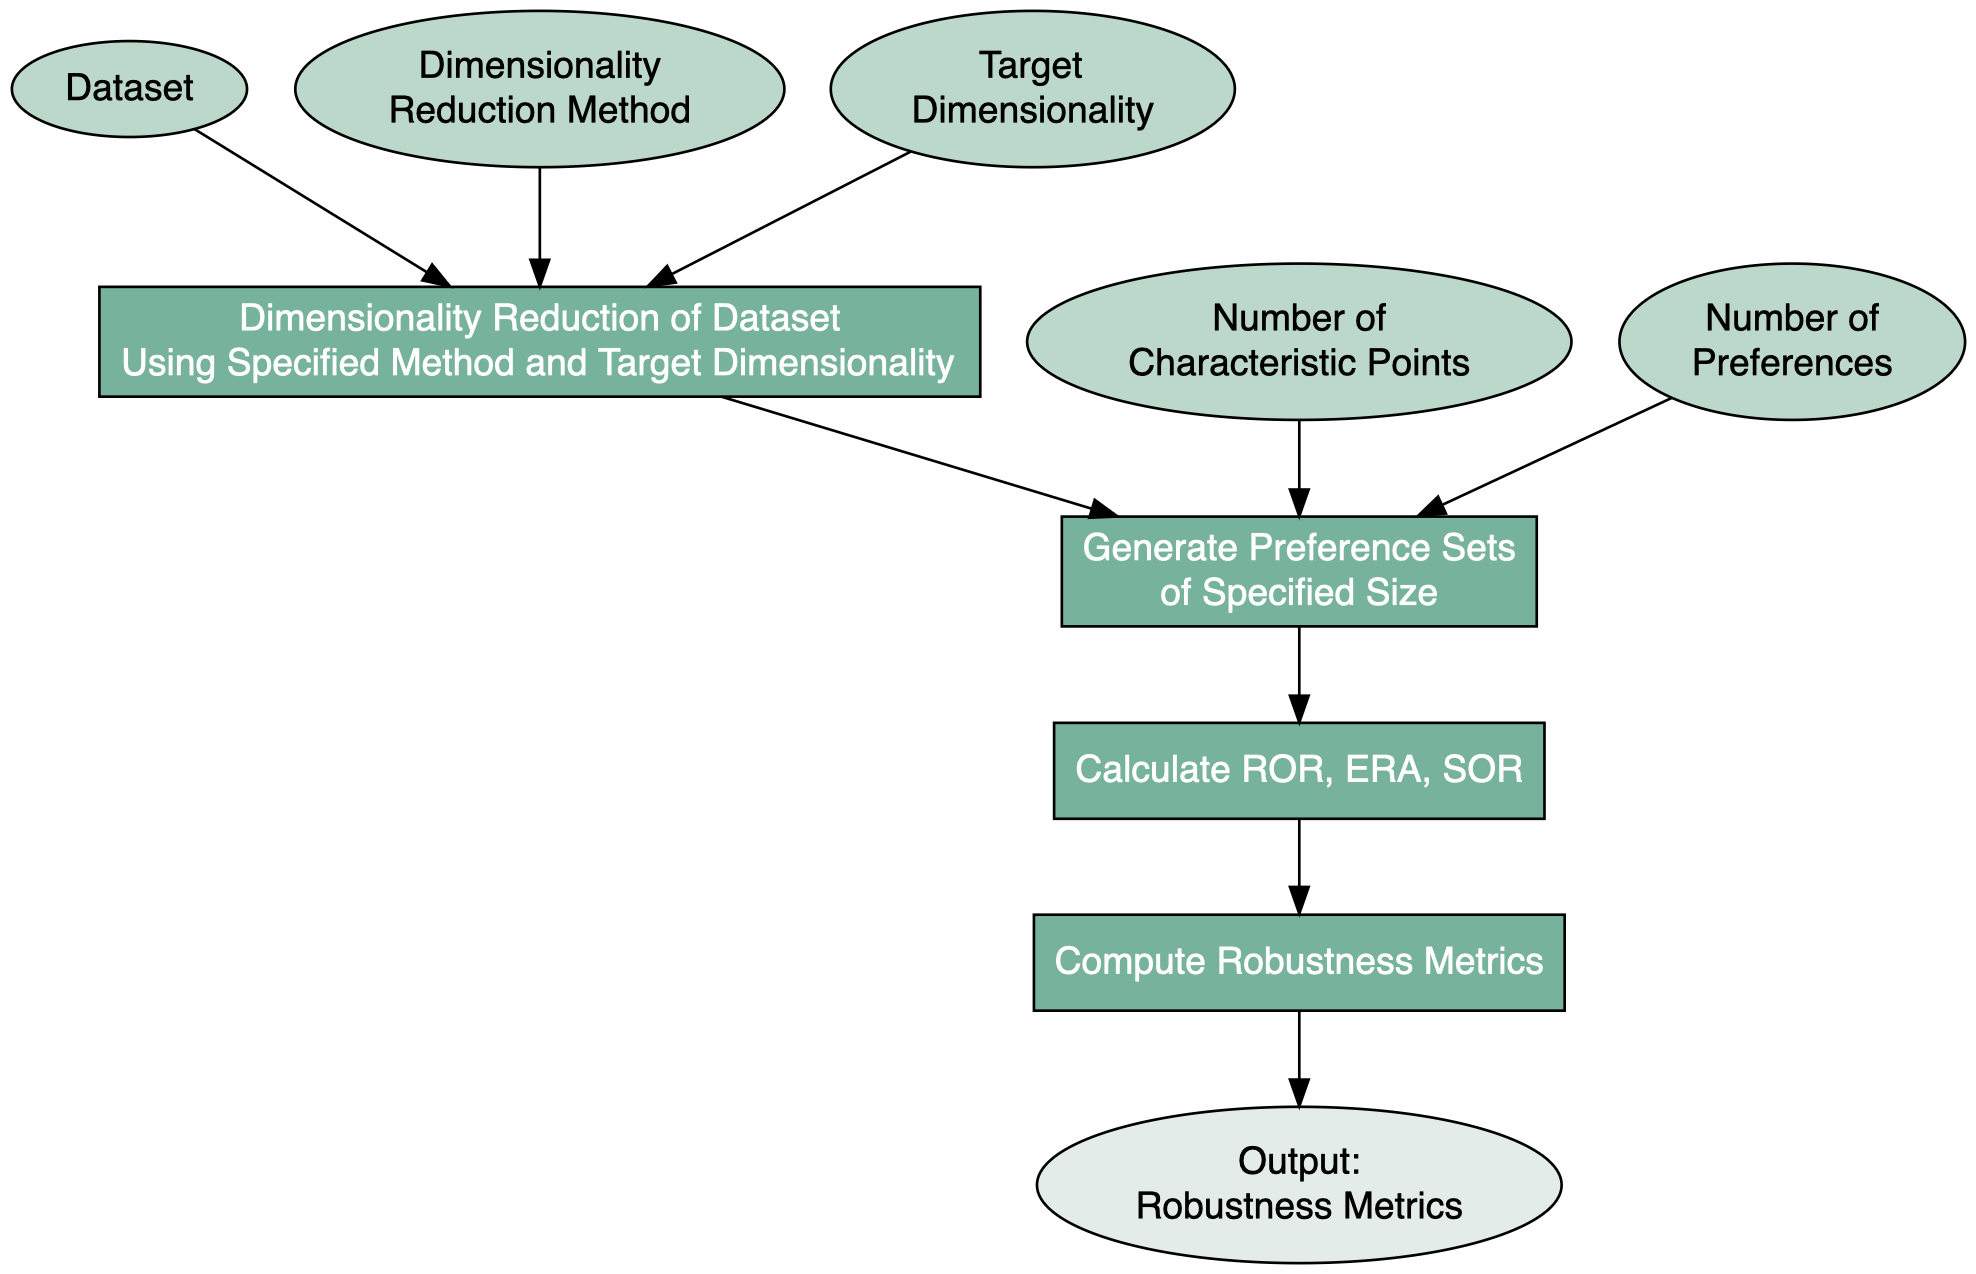 Dataset
Dimensionality
Reduction Method
Target
Dimensionality
Dimensionality Reduction of Dataset
Using Specified Method and Target Dimensionality
Number of
Characteristic Points
Number of
Preferences
Generate Preference Sets
of Specified Size
Calculate ROR, ERA, SOR
Compute Robustness Metrics
Output:
Robustness Metrics